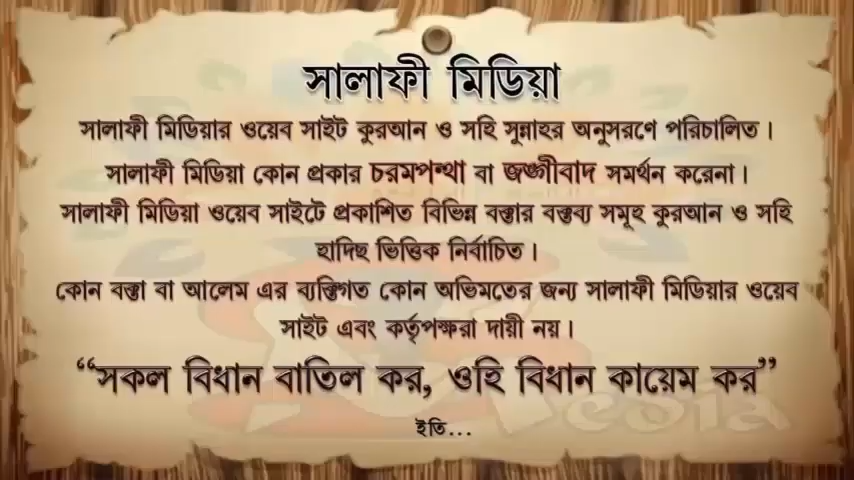 সালাফী মিডিয়া
সালাফী মিডিয়ার ওয়েব সাইট কুরআন ও সহি সুন্নাহর অনুসরণে পরিচালিত।
সালাফী মিডিয়া কোন প্রকার চরমপন্থা বা জঙ্গীবাদ সমর্থন করেনা।
সালাফী মিডিয়া ওয়েব সাইটে প্রকাশিত বিভিন্ন বক্তার বক্তব্য সমূহ কুরআন ও সহি
হাদিছ ভিত্তিক নির্বাচিত।
কোন বক্তা বা আলেম এর ব্যক্তিগত কোন অভিমতের জন্য সালাফী মিডিয়ার ওয়েব
সাইট এবং কর্তৃপক্ষরা দায়ী নয়।
“সকল বিধান বাতিল কর, ওহি বিধান কায়েম কর”
ইতি...